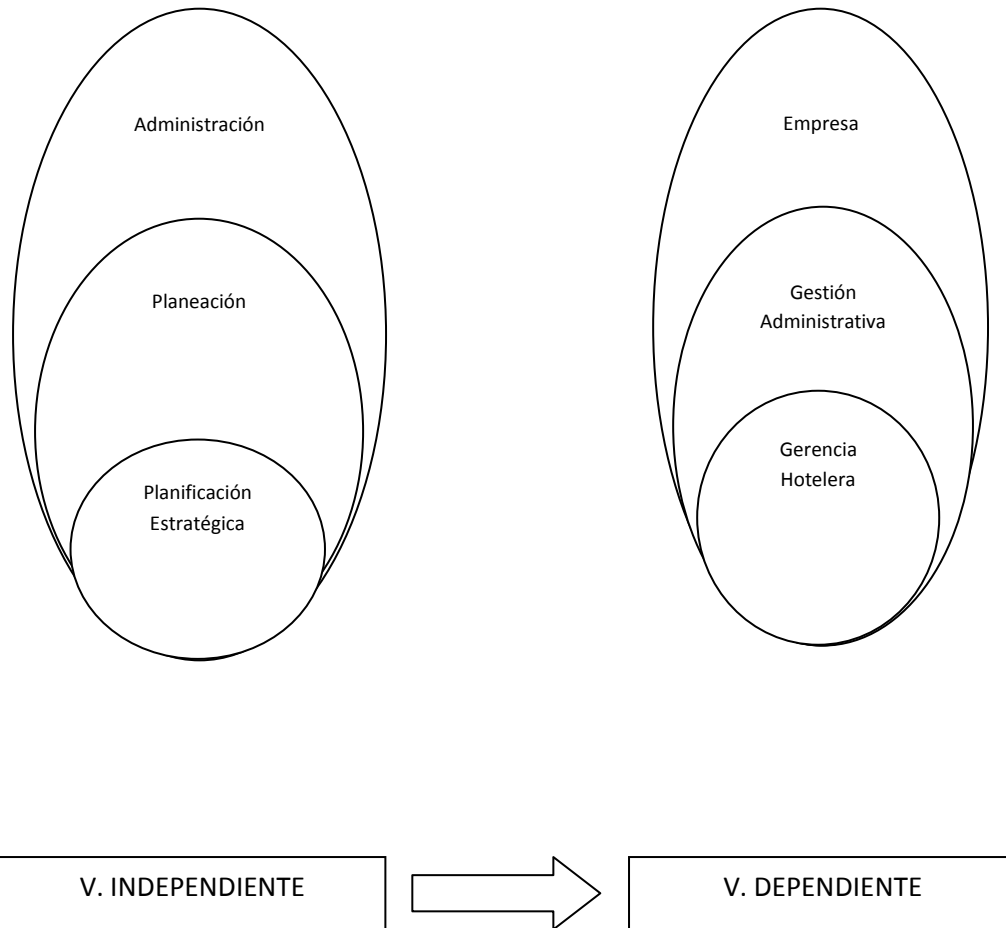 Administración
Planeación
Planificación
Estratégica
Empresa
Gestión
Administrativa
Gerencia
Hotelera
V. INDEPENDIENTE
V. DEPENDIENTE